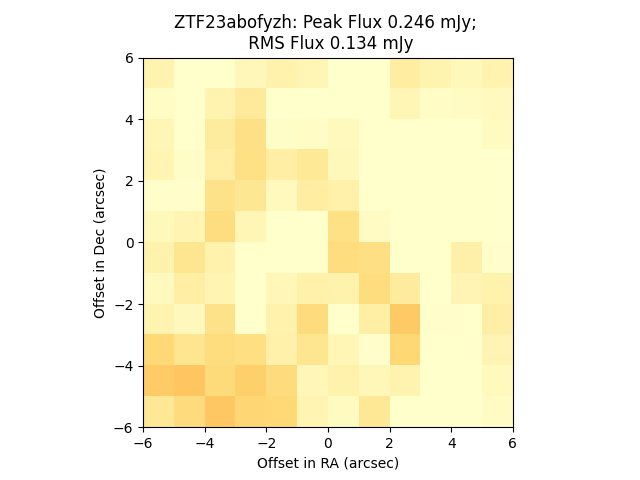 ZTF23abofyzh: Peak Flux 0.246 mJy;
RMS Flux 0.134 mJy
6
4
2
0
−2
−4
−6
Offset in Dec (arcsec)
−6 −4 −2 0 2 4 6
Offset in RA (arcsec)